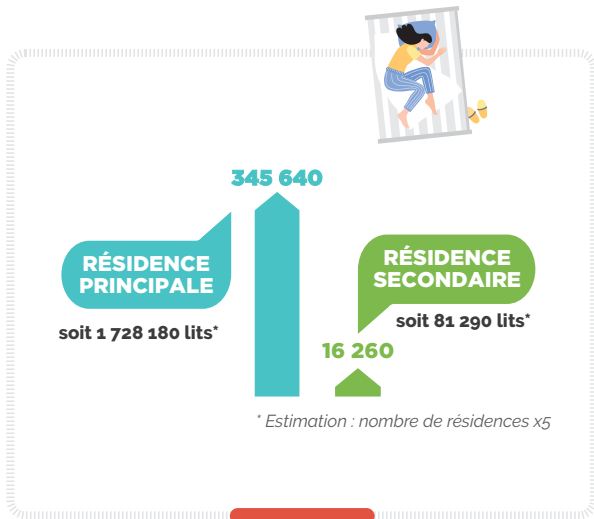 345 640
RÉSIDENCE
PRINCIPALE
soit 1 728 180 lits*
RÉSIDENCE
SECONDAIRE
soit 81 290 lits*
16 260
* Estimation : nombre de résidences x5